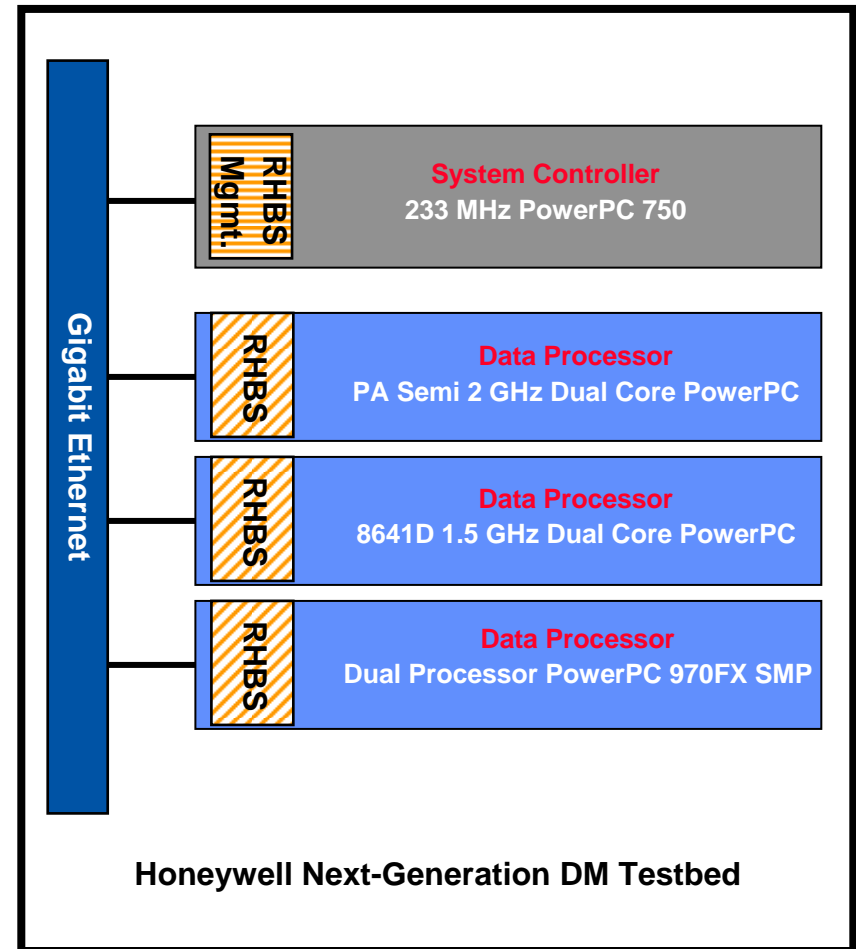 Gigabit Ethernet
RHBS
Mgmt.
System Controller
233 MHz PowerPC 750
RHBS
Data Processor
PA Semi 2 GHz Dual Core PowerPC
RHBS
Data Processor
8641D 1.5 GHz Dual Core PowerPC
RHBS
Data Processor
Dual Processor PowerPC 970FX SMP
Honeywell Next-Generation DM Testbed